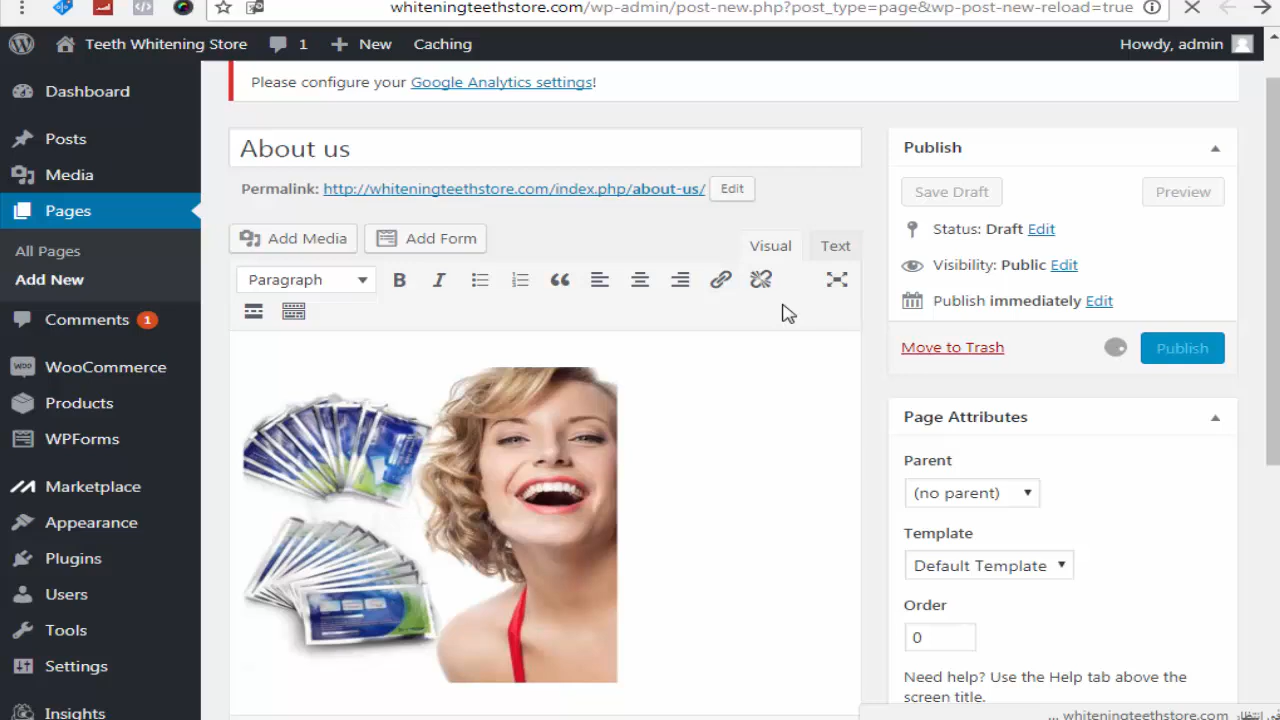 whiteningteethstore.com/wp-admin/post-new.php?post_type=page&wp-post-new-reload=true
Teeth Whitening Store
1
New
Caching
Howdy, admin
Please configure your Google Analytics settings!
Dashboard
Posts
Media
Pages
All Pages
Add New
Comments 1
WooCommerce
Products
WPForms
Marketplace
Appearance
Plugins
Users
Tools
Settings
Insights
About us
Permalink: http://whiteningteethstore.com/index.php/about-us/ Edit
Add Media
Add Form
Visual
Text
Paragraph
B I
Publish
Save Draft
Preview
Status: Draft Edit
Visibility: Public Edit
Publish immediately Edit
Move to Trash
Publish
Page Attributes
Parent
(no parent)
Template
Default Template
Order
0
Need help? Use the Help tab above the
screen title.
في انتظار whiteningteethstore.com ...